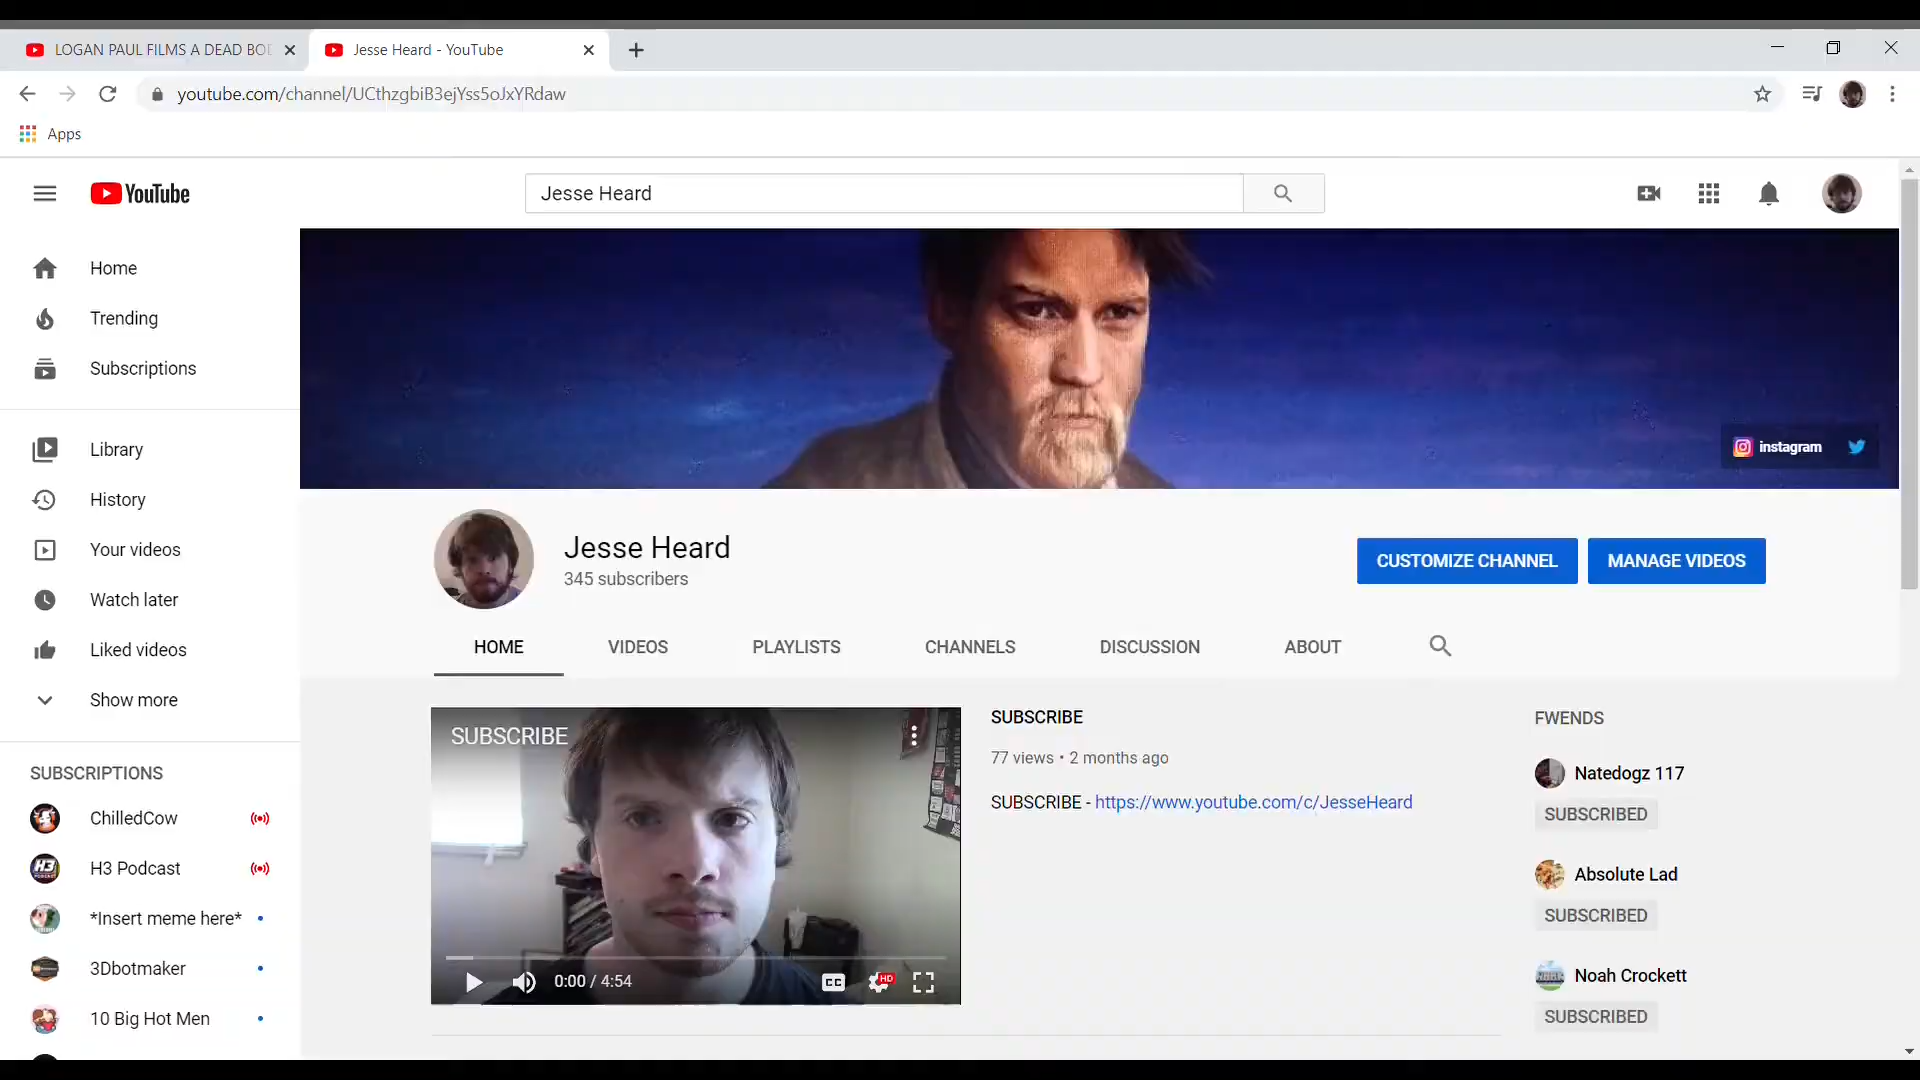 LOGAN PAUL FILMS A DEAD BOD
Jesse Heard - YouTube
youtube.com/channel/UCthzgbiB3ejYss5oJxYRdaw
Apps
YouTube
Jesse Heard
Home
Trending
Subscriptions
Library
History
Your videos
Watch later
Liked videos
Show more
SUBSCRIPTIONS
ChilledCow
H3 Podcast
*Insert meme here*
3Dbotmaker
10 Big Hot Men
instagram
Jesse Heard
345 subscribers
CUSTOMIZE CHANNEL
MANAGE VIDEOS
HOME
VIDEOS
PLAYLISTS
CHANNELS
DISCUSSION
ABOUT
SUBSCRIBE
0:00 / 4:54
CC
HD
SUBSCRIBE
77 views • 2 months ago
SUBSCRIBE - https://www.youtube.com/c/JesseHeard
FWENDS
Natedogz 117
SUBSCRIBED
Absolute Lad
SUBSCRIBED
Noah Crockett
SUBSCRIBED